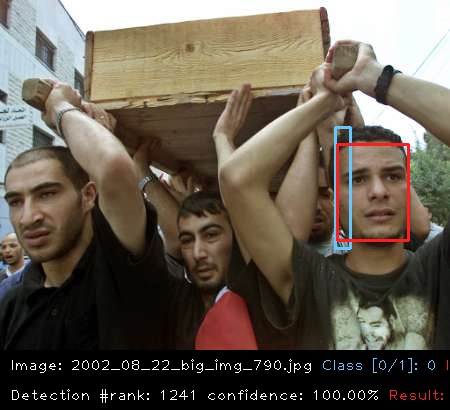 Image: 2002_08_22_big_img_790.jpg Class [0/1]: 0
Detection #rank: 1241 confidence: 100.00% Result: